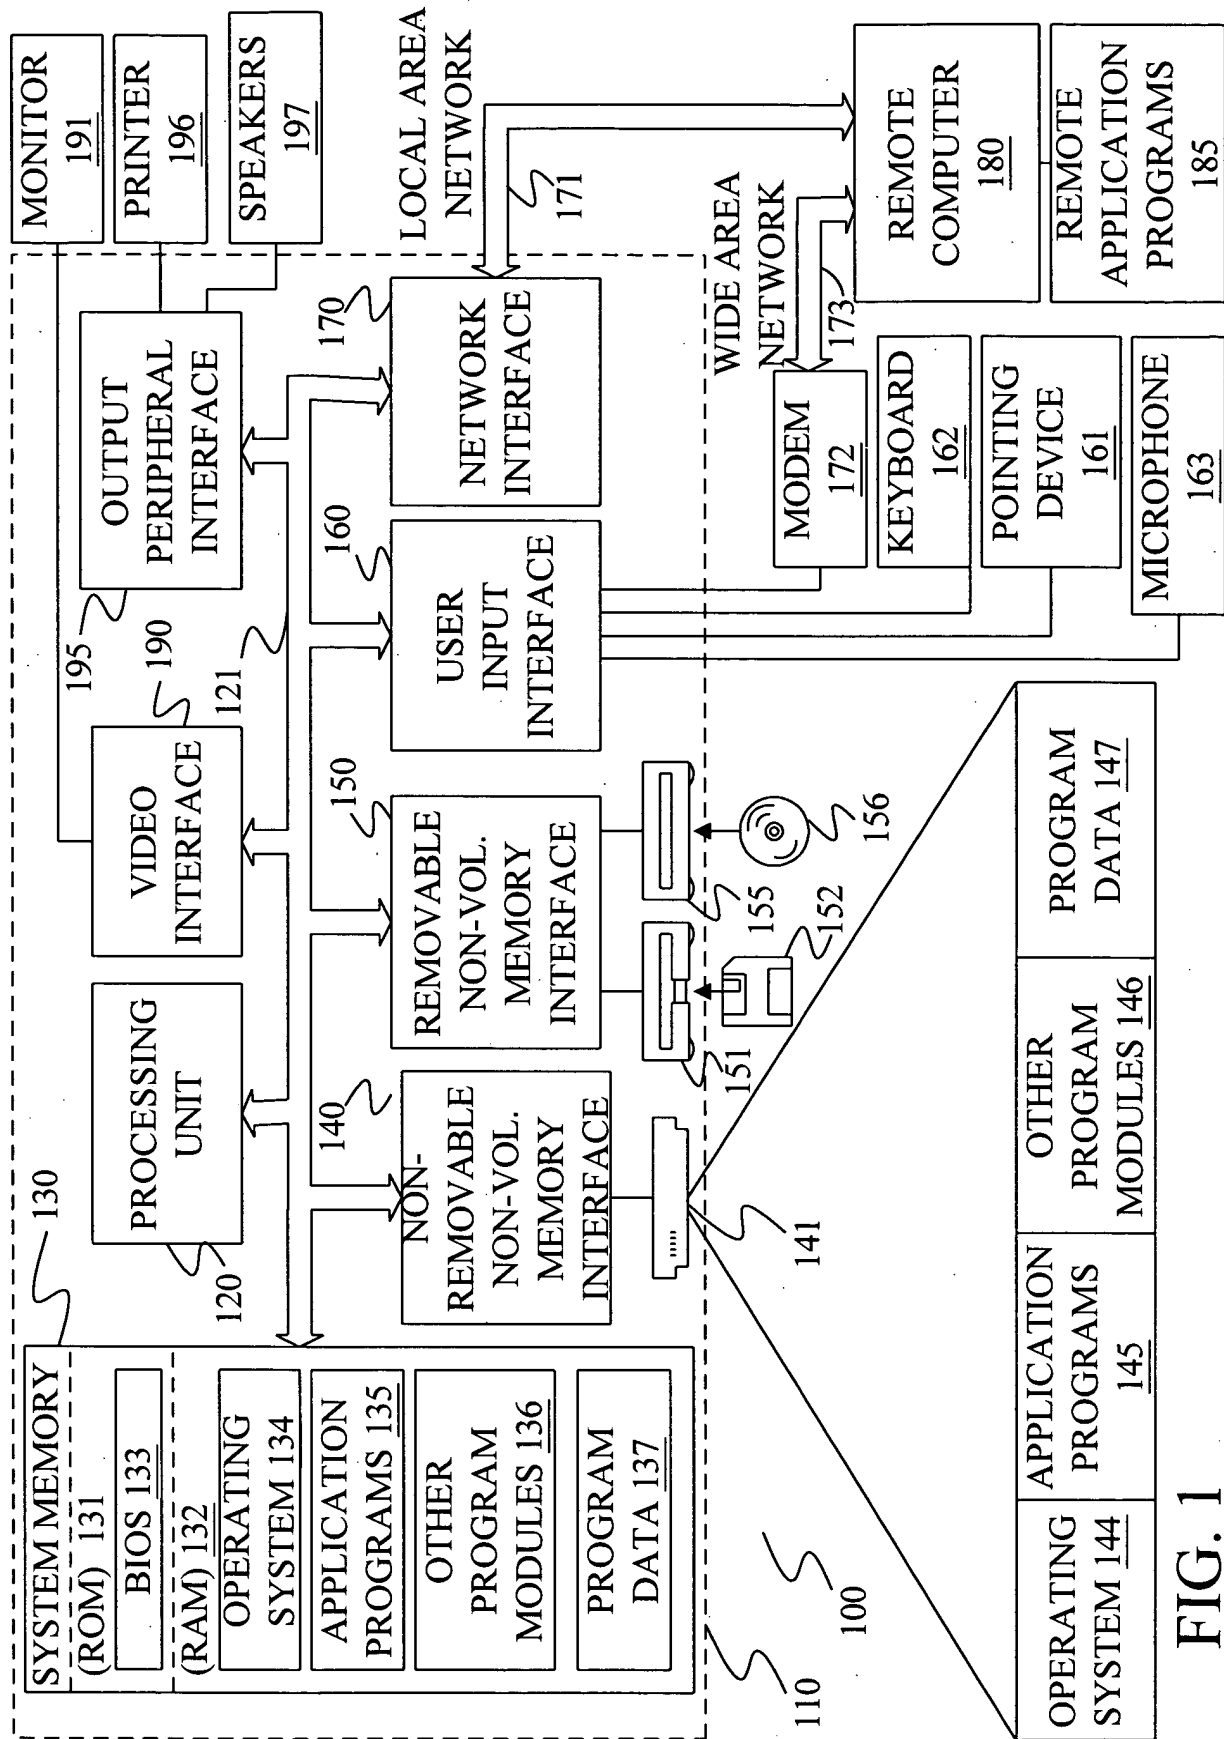 SYSTEM MEMORY
130
(ROM) 131
BIOS 133
(RAM) 132
OPERATING
SYSTEM 134
APPLICATION
PROGRAMS 135
OTHER
PROGRAM
MODULES 136
PROGRAM
DATA 137
PROCESSING
UNIT
120
VIDEO
INTERFACE
190
121
OUTPUT
PERIPHERAL
INTERFACE
195
MONITOR
191
PRINTER
196
SPEAKERS
197
140
NON-
REMOVABLE
NON-VOL.
MEMORY
INTERFACE
150
REMOVABLE
NON-VOL.
MEMORY
INTERFACE
160
USER
INPUT
INTERFACE
170
NETWORK
INTERFACE
LOCAL AREA
NETWORK
171
141
151
152
155
156
WIDE AREA
NETWORK
173
MODEM
172
KEYBOARD
162
POINTING
DEVICE
161
MICROPHONE
163
REMOTE
COMPUTER
180
REMOTE
APPLICATION
PROGRAMS
185
110
100
OPERATING
SYSTEM 144
APPLICATION
PROGRAMS
145
OTHER
PROGRAM
MODULES 146
PROGRAM
DATA 147
FIG. 1